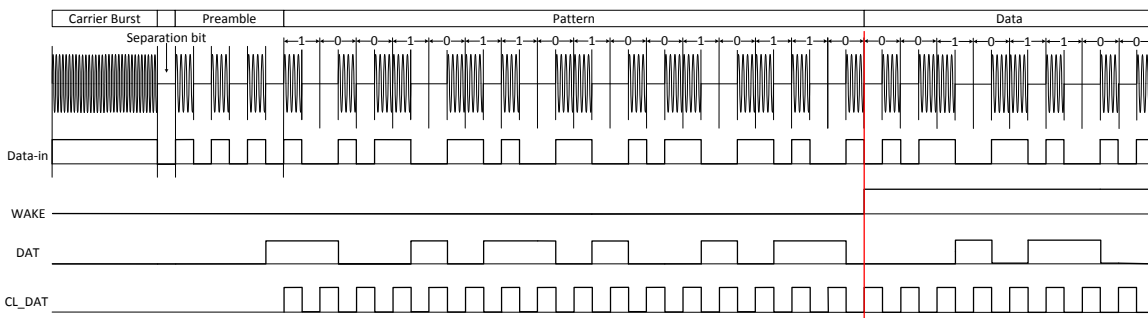 Carrier Burst Preamble Pattern Data
Separation bit
1 0 0 1 0 1 1 0 1 0 0 1 0 1 1 0 0 0 1 0 1 1 0 0
Data-in
WAKE
DAT
CL_DAT